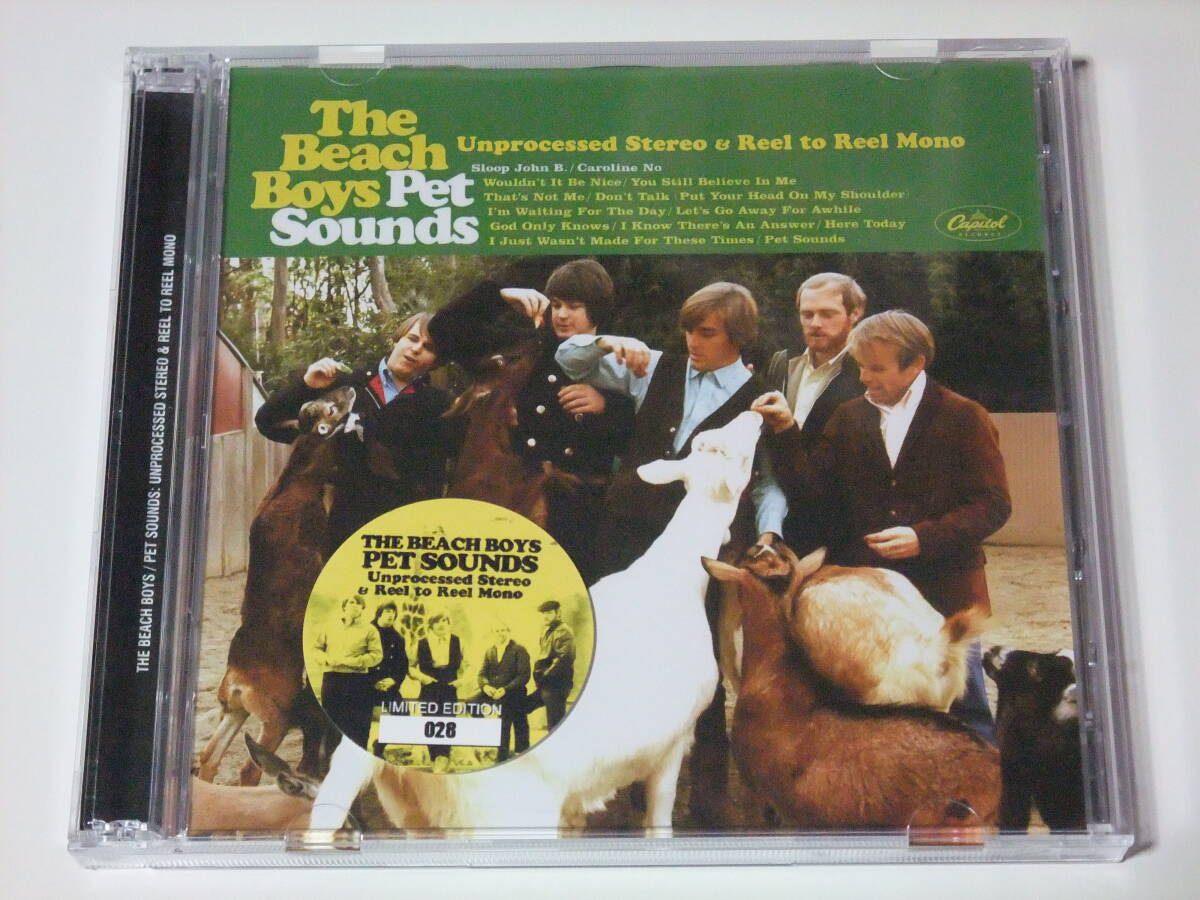 The
Beach
Boys Pet
Sounds
Unprocessed Stereo & Reel to Reel Mono
Sloop John B. / Caroline No
Wouldn't It Be Nice / You Still Believe In Me
That's Not Me / Don't Talk (Put Your Head On My Shoulder)
I'm Waiting For The Day / Let's Go Away For Awhile
God Only Knows / I Know There's An Answer / Here Today
I Just Wasn't Made For These Times / Pet Sounds
Capitol
RECORDS
THE BEACH BOYS / PET SOUNDS: UNPROCESSED STEREO & REEL TO REEL MONO
THE BEACH BOYS
PET SOUNDS
Unprocessed Stereo
& Reel to Reel Mono
LIMITED EDITION
028